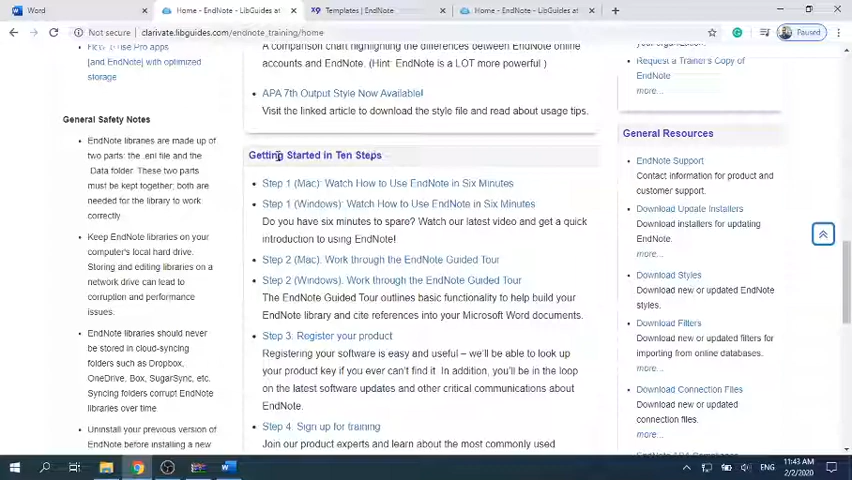 Word
Home - EndNote - LibGuides at
Templates | EndNote
Home - EndNote - LibGuides at
Not secure
clarivate.libguides.com/endnote_training/home
Paused
[and EndNote] with optimized
storage
General Safety Notes
EndNote libraries are made up of
two parts: the .enl file and the
.Data folder. These two parts
must be kept together; both are
needed for the library to work
correctly
Keep EndNote libraries on your
computer's local hard drive.
Storing and editing libraries on a
network drive can lead to
corruption and performance
issues.
EndNote libraries should never
be stored in cloud-syncing
folders such as Dropbox,
OneDrive, Box, SugarSync, etc.
Syncing folders corrupt EndNote
libraries over time
Uninstall your previous version of
EndNote before installing a new
A comparison chart highlighting the differences between EndNote online
accounts and EndNote. (Hint: EndNote is a LOT more powerful.)
APA 7th Output Style Now Available!
Visit the linked article to download the style file and read about usage tips.
Getting Started in Ten Steps
Step 1 (Mac): Watch How to Use EndNote in Six Minutes
Step 1 (Windows): Watch How to Use EndNote in Six Minutes
Do you have six minutes to spare? Watch our latest video and get a quick
introduction to using EndNote!
Step 2 (Mac). Work through the EndNote Guided Tour
Step 2 (Windows). Work through the EndNote Guided Tour
The EndNote Guided Tour outlines basic functionality to help build your
EndNote library and cite references into your Microsoft Word documents.
Step 3. Register your product
Registering your software is easy and useful – we'll be able to look up
your product key if you ever can't find it. In addition, you'll be in the loop
on the latest software updates and other critical communications about
EndNote.
Step 4. Sign up for training
Join our product experts and learn about the most commonly used
your organization)
Request a Trainer's Copy of
EndNote
more...
General Resources
EndNote Support
Contact information for product and
customer support.
Download Update Installers
Download installers for updating
EndNote.
more...
Download Styles
Download new or updated EndNote
styles.
Download Filters
Download new or updated filters for
importing from online databases.
more...
Download Connection Files
Download new or updated
connection files.
more...
ENG
11:43 AM
2/2/2020